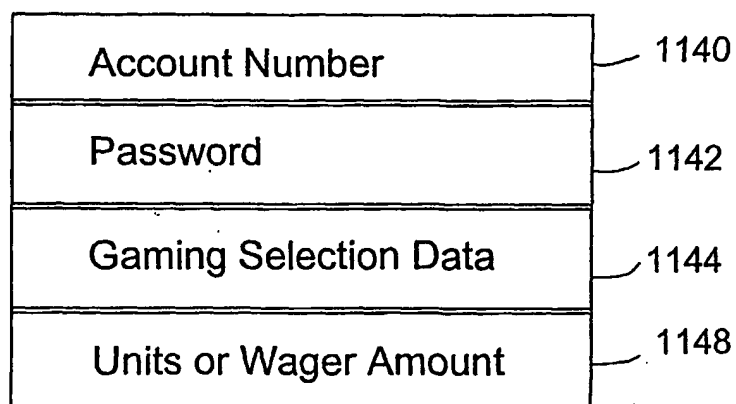 Account Number 1140
Password 1142
Gaming Selection Data 1144
Units or Wager Amount 1148